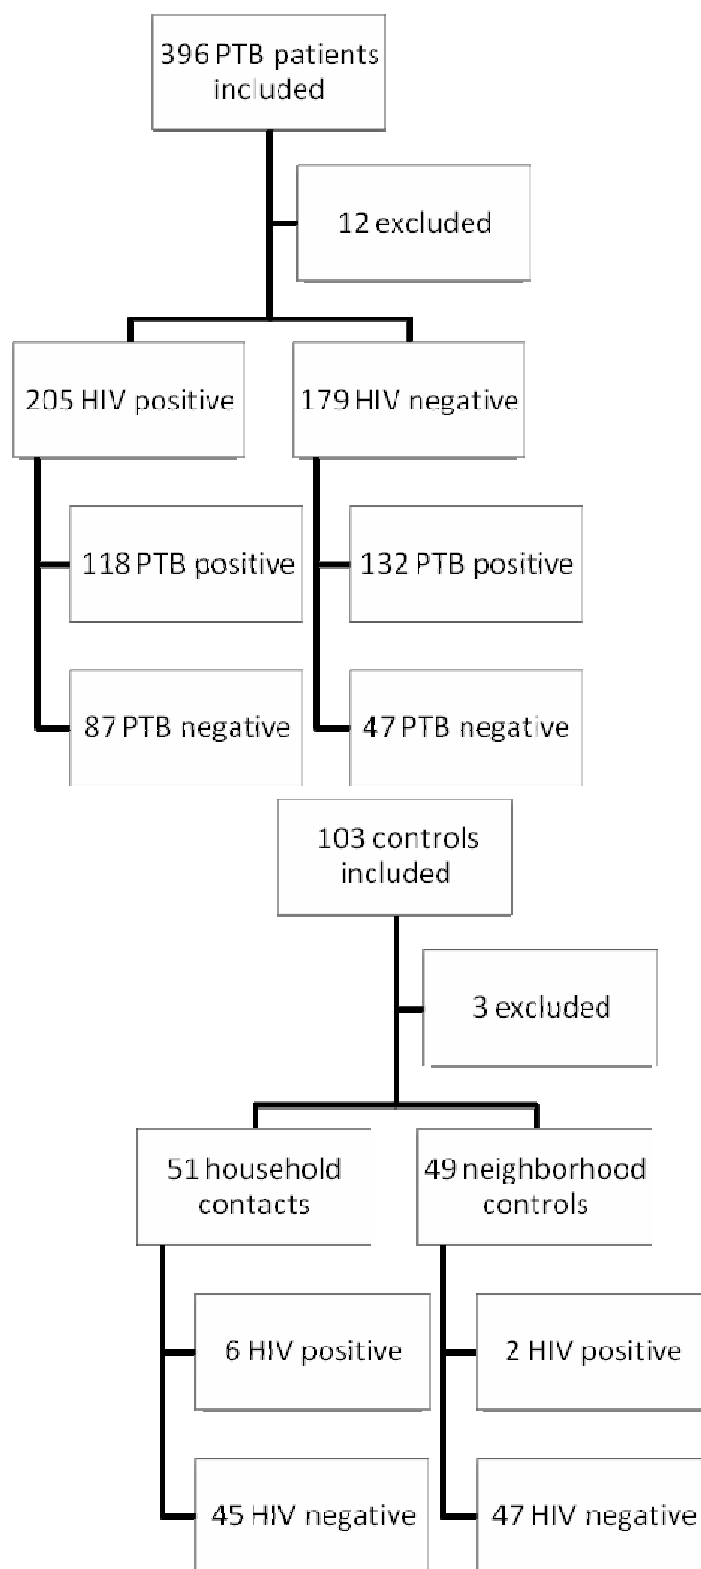 396 PTB patients
included
12 excluded
205 HIV positive
179 HIV negative
118 PTB positive
132 PTB positive
87 PTB negative
47 PTB negative
103 controls
included
3 excluded
51 household
contacts
49 neighborhood
controls
6 HIV positive
2 HIV positive
45 HIV negative
47 HIV negative